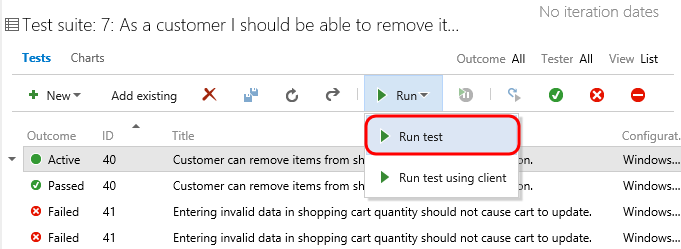 No iteration dates
Test suite: 7: As a customer I should be able to remove it...
Tests Charts Outcome All Tester All View List
New Add existing Run
Run test
Run test using client
Outcome ID Title Configurat...
Active 40 Customer can remove items from sh on. Windows...
Passed 40 Customer can remove items from sh on. Windows...
Failed 41 Entering invalid data in shopping cart quantity should not cause cart to update. Windows...
Failed 41 Entering invalid data in shopping cart quantity should not cause cart to update. Windows...